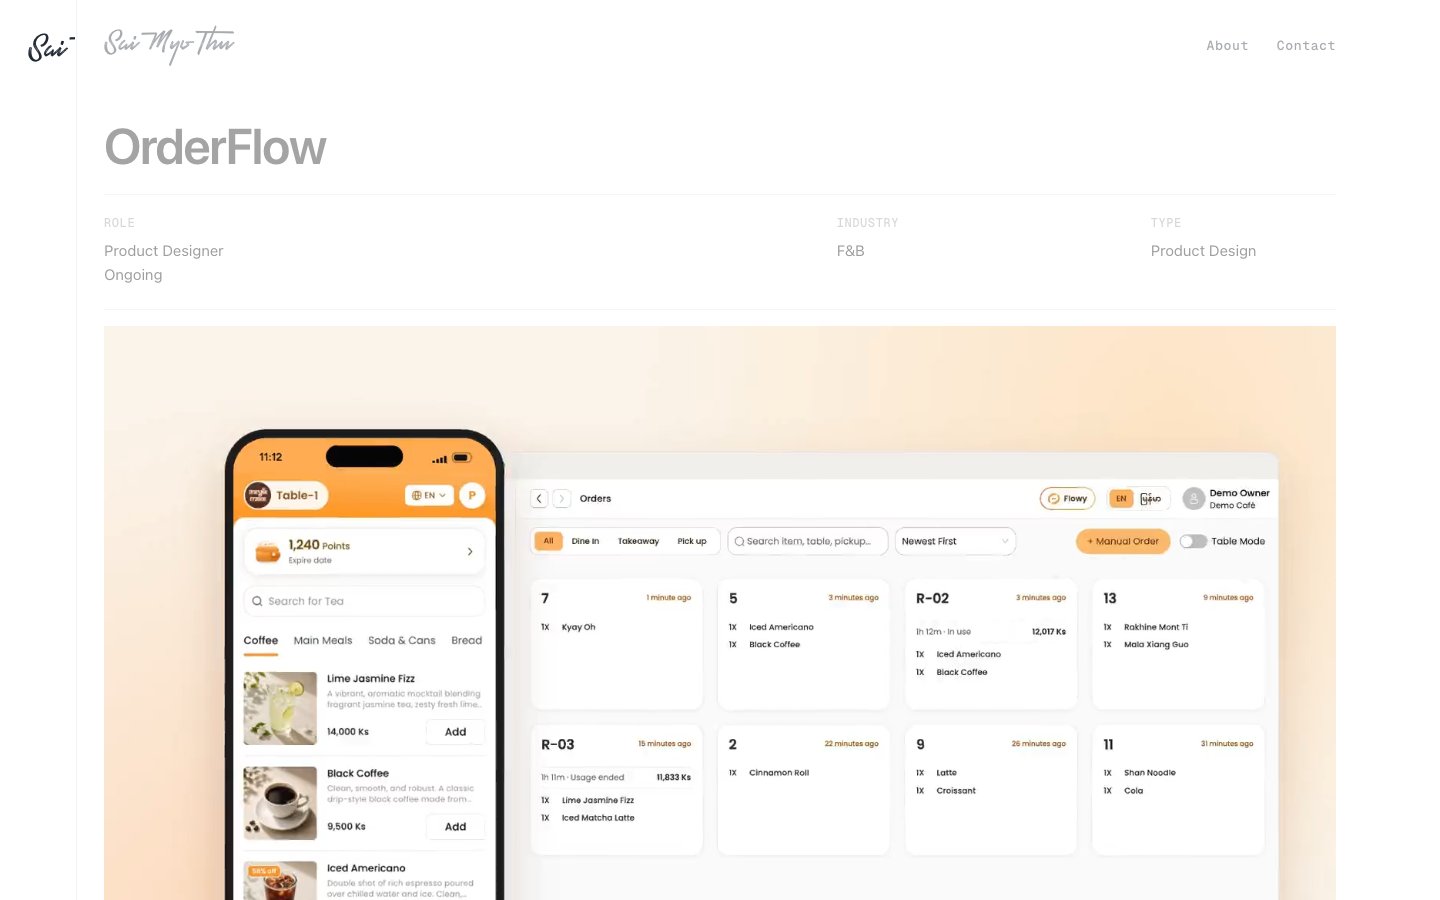 Sai
Sai Myo Thu
About
Contact
OrderFlow
ROLE
Product Designer
Ongoing
INDUSTRY
F&B
TYPE
Product Design
11:12
Table-1
EN
P
1,240 Points
Expire date
Search for Tea
Coffee
Main Meals
Soda & Cans
Bread
Lime Jasmine Fizz
A vibrant, aromatic mocktail blending
fragrant jasmine tea, zesty fresh lime...
14,000 Ks
Add
Black Coffee
Clean, smooth, and robust. A classic
drip-style black coffee made from...
9,500 Ks
Add
Iced Americano
Double shot of rich espresso poured
over chilled water and ice. Clean,...
Orders
Flowy
EN
မြန်မာ
Demo Owner
Demo Café
All
Dine In
Takeaway
Pick up
Search item, table, pickup...
Newest First
+ Manual Order
Table Mode
7
1 minute ago
1X Kyay Oh
5
3 minutes ago
1X Iced Americano
1X Black Coffee
R-02
3 minutes ago
1h 12m · In use
12,017 Ks
1X Iced Americano
1X Black Coffee
13
9 minutes ago
1X Rakhine Mont Ti
1X Mala Xiang Guo
R-03
15 minutes ago
1h 11m · Usage ended
11,833 Ks
1X Lime Jasmine Fizz
1X Iced Matcha Latte
2
22 minutes ago
1X Cinnamon Roll
9
26 minutes ago
1X Latte
1X Croissant
11
31 minutes ago
1X Shan Noodle
1X Cola